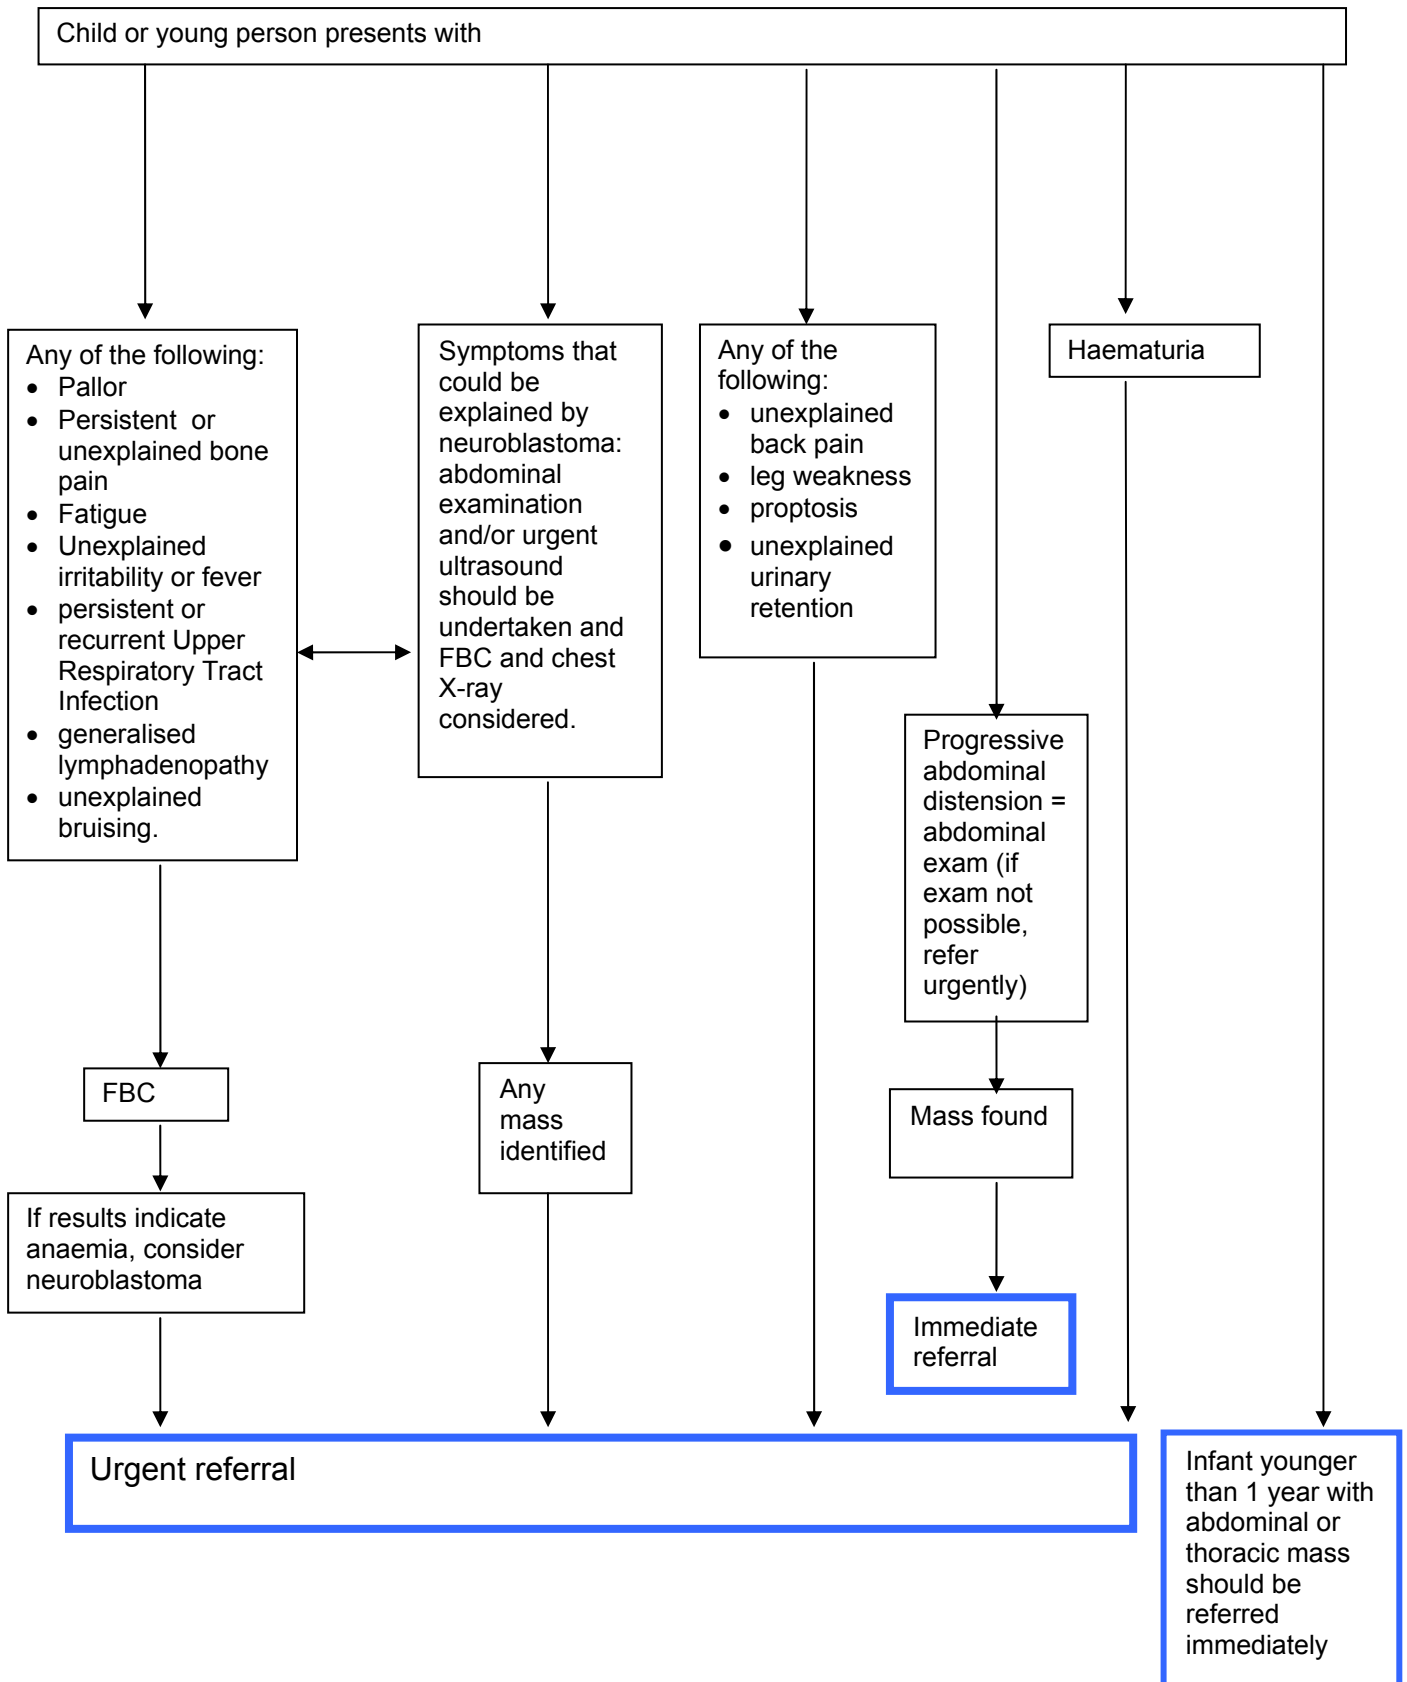 Child or young person presents with
Any of the following:
• Pallor
• Persistent or
unexplained bone
pain
• Fatigue
• Unexplained
irritability or fever
• persistent or
recurrent Upper
Respiratory Tract
Infection
• generalised
lymphadenopathy
• unexplained
bruising.
Symptoms that
could be
explained by
neuroblastoma:
abdominal
examination
and/or urgent
ultrasound
should be
undertaken and
FBC and chest
X-ray
considered.
Any of the
following:
• unexplained
back pain
• leg weakness
• proptosis
• unexplained
urinary
retention
Haematuria
Progressive
abdominal
distension =
abdominal
exam (if
exam not
possible,
refer
urgently)
FBC
Any
mass
identified
Mass found
If results indicate
anaemia, consider
neuroblastoma
Immediate
referral
Urgent referral
Infant younger
than 1 year with
abdominal or
thoracic mass
should be
referred
immediately